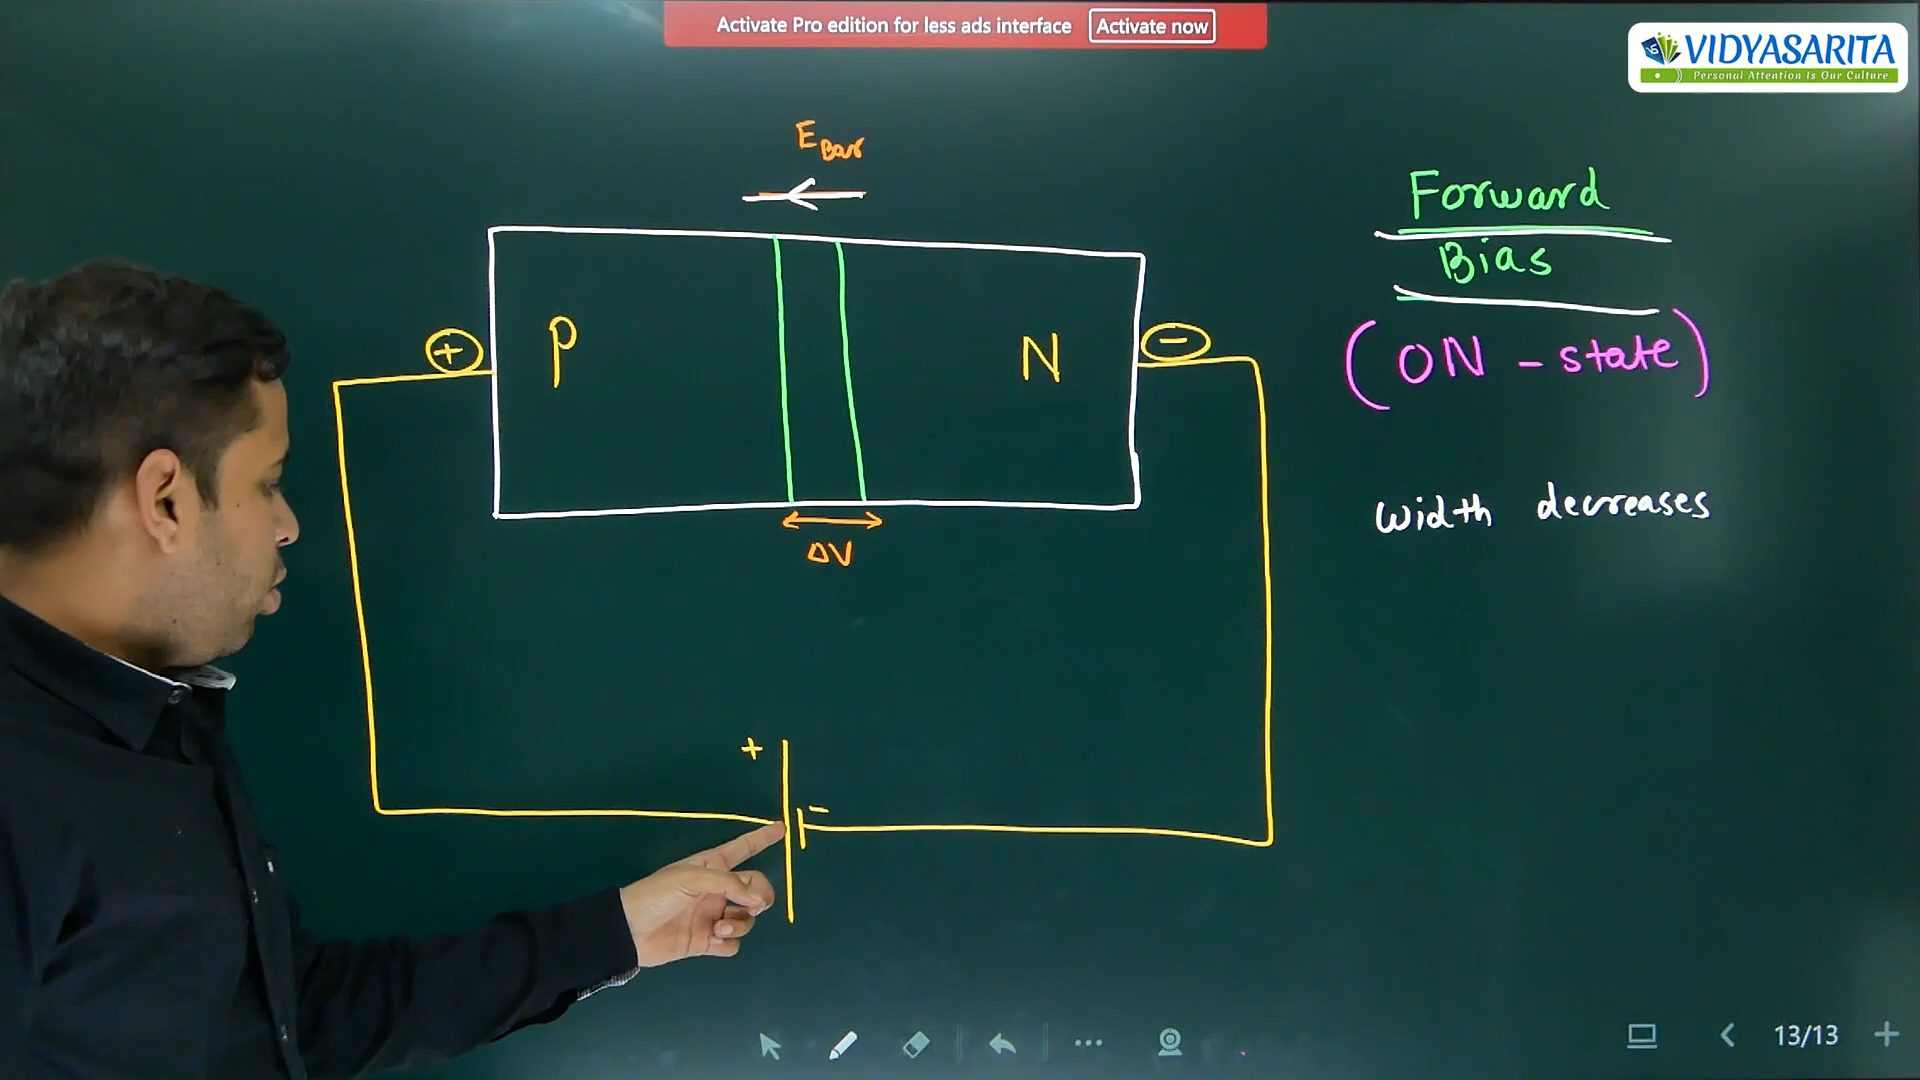 Activate Pro edition for less ads interface Activate now
VIDYASARITA
Personal Attention Is Our Culture
E Bar
Forward
Bias
(ON - state)
+ P N -
width decreases
ΔV
+
-
13/13